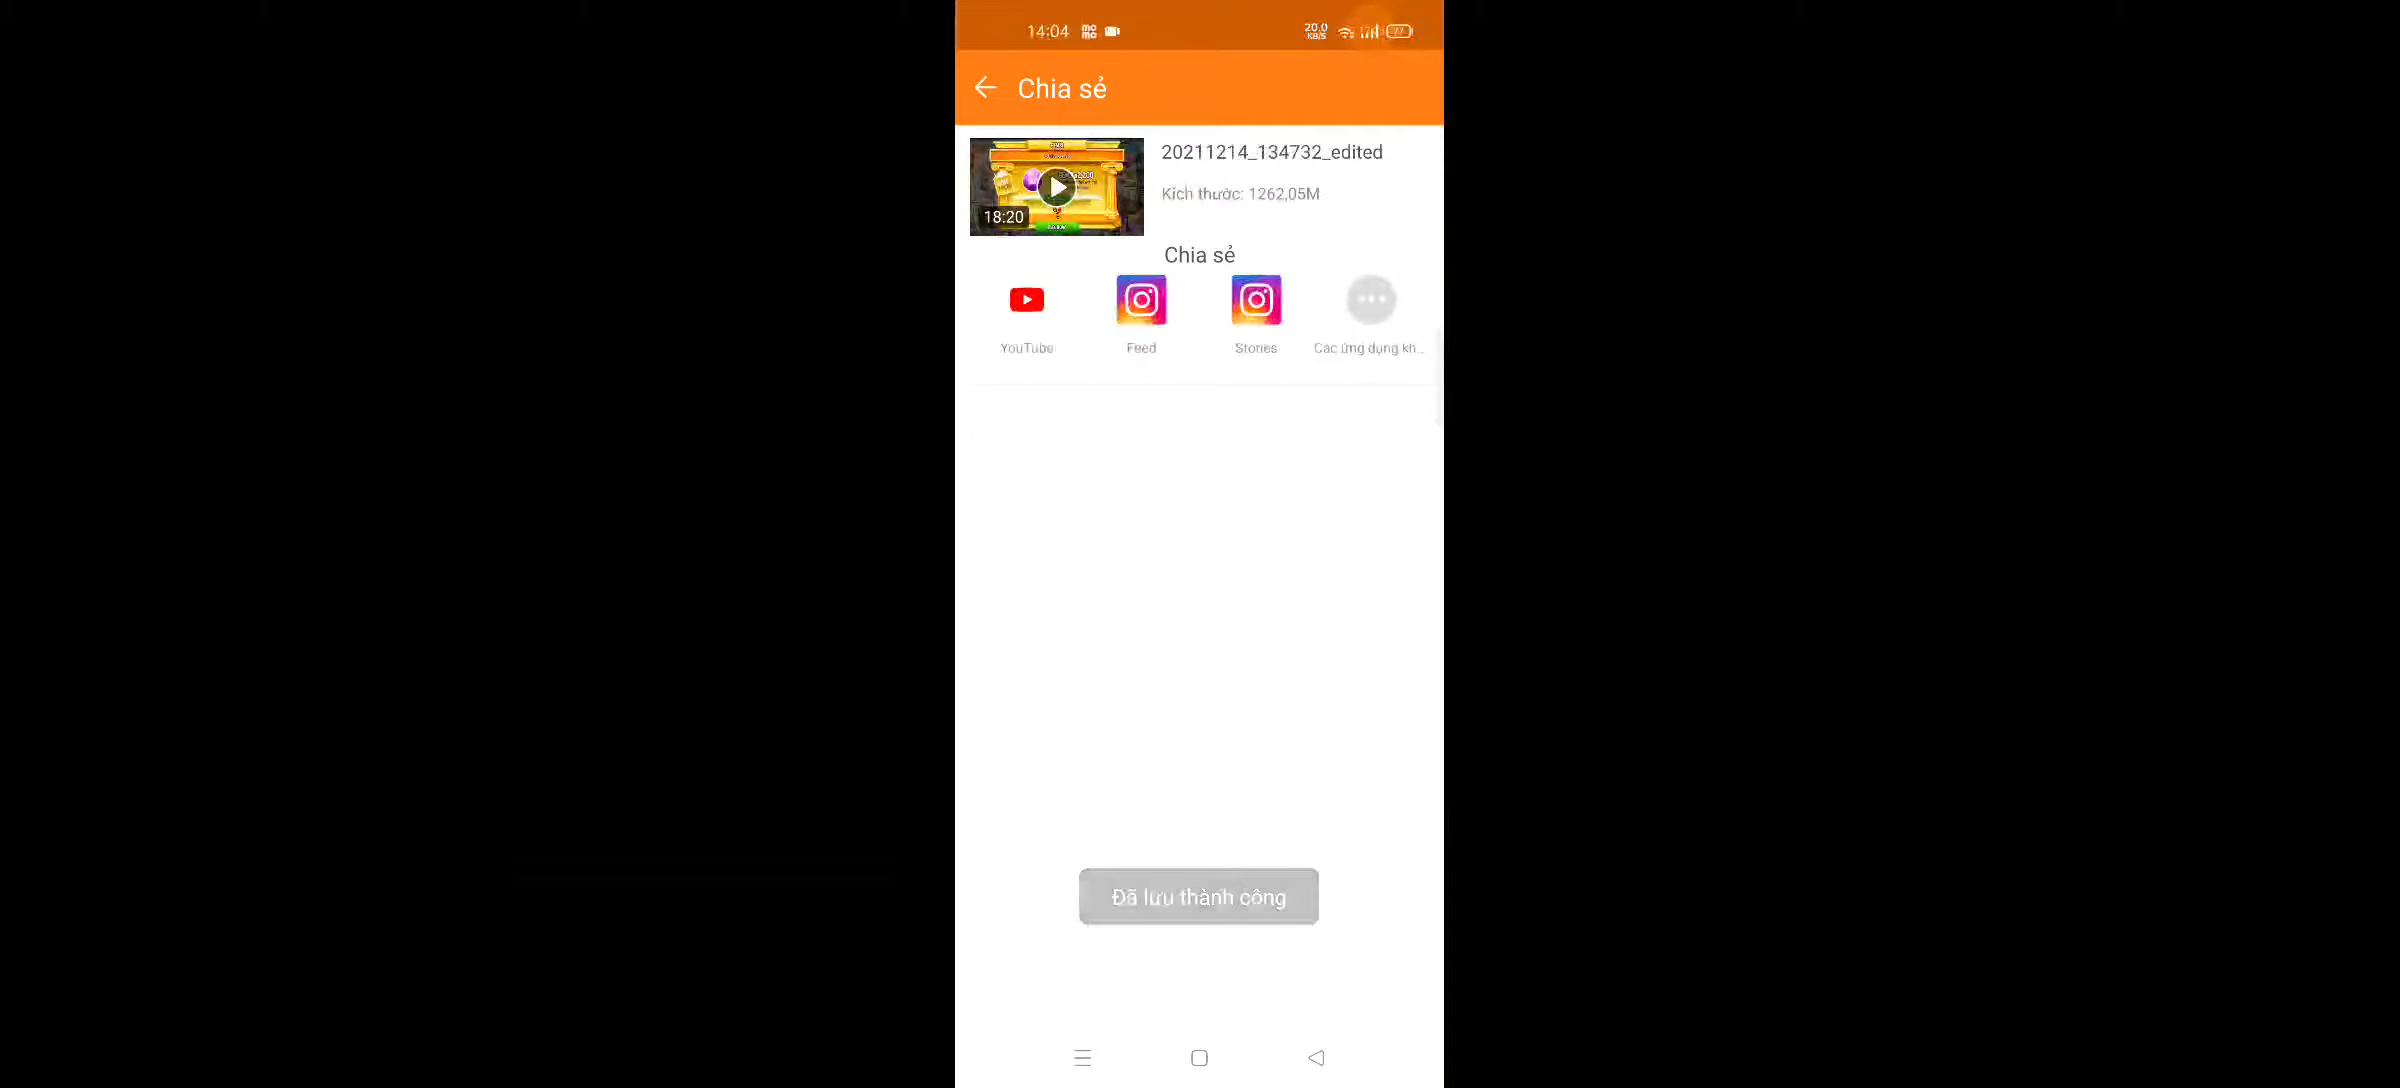 14:04
20.0
KB/S
77
Chia sẻ
18:20
20211214_134732_edited
Kích thước: 1262,05M
Chia sẻ
YouTube
Feed
Stories
Các ứng dụng kh...
Đã lưu thành công